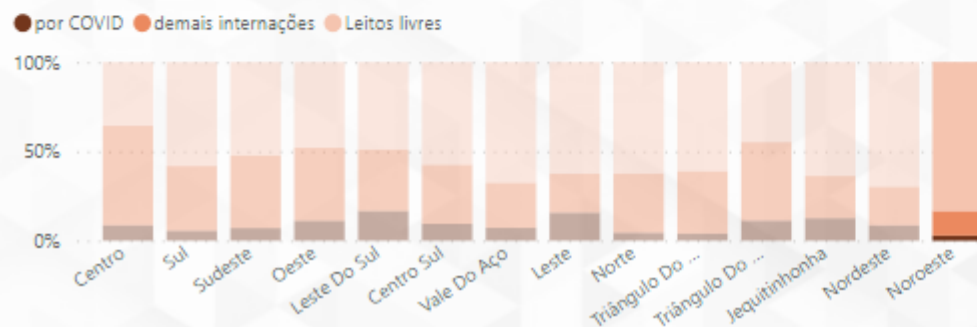 por COVID demais internações Leitos livres
100%
50%
0%
Centro
Sul
Sudeste
Oeste
Leste Do Sul
Centro Sul
Vale Do Aço
Leste
Norte
Triângulo Do ...
Triângulo Do ...
Jequitinhonha
Nordeste
Noroeste